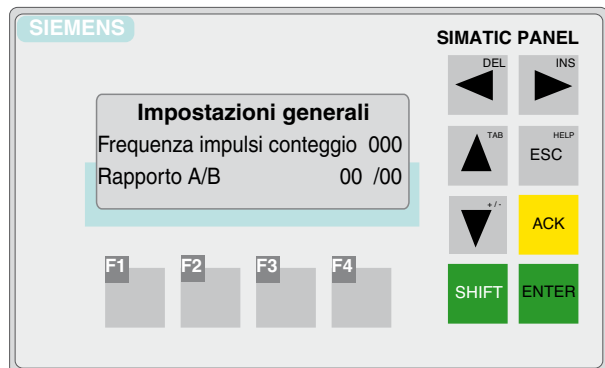 SIEMENS
SIMATIC PANEL
DEL
INS
Impostazioni generali
Frequenza impulsi conteggio 000
Rapporto A/B 00 /00
TAB
HELP
ESC
+/-
ACK
F1 F2 F3 F4
SHIFT
ENTER